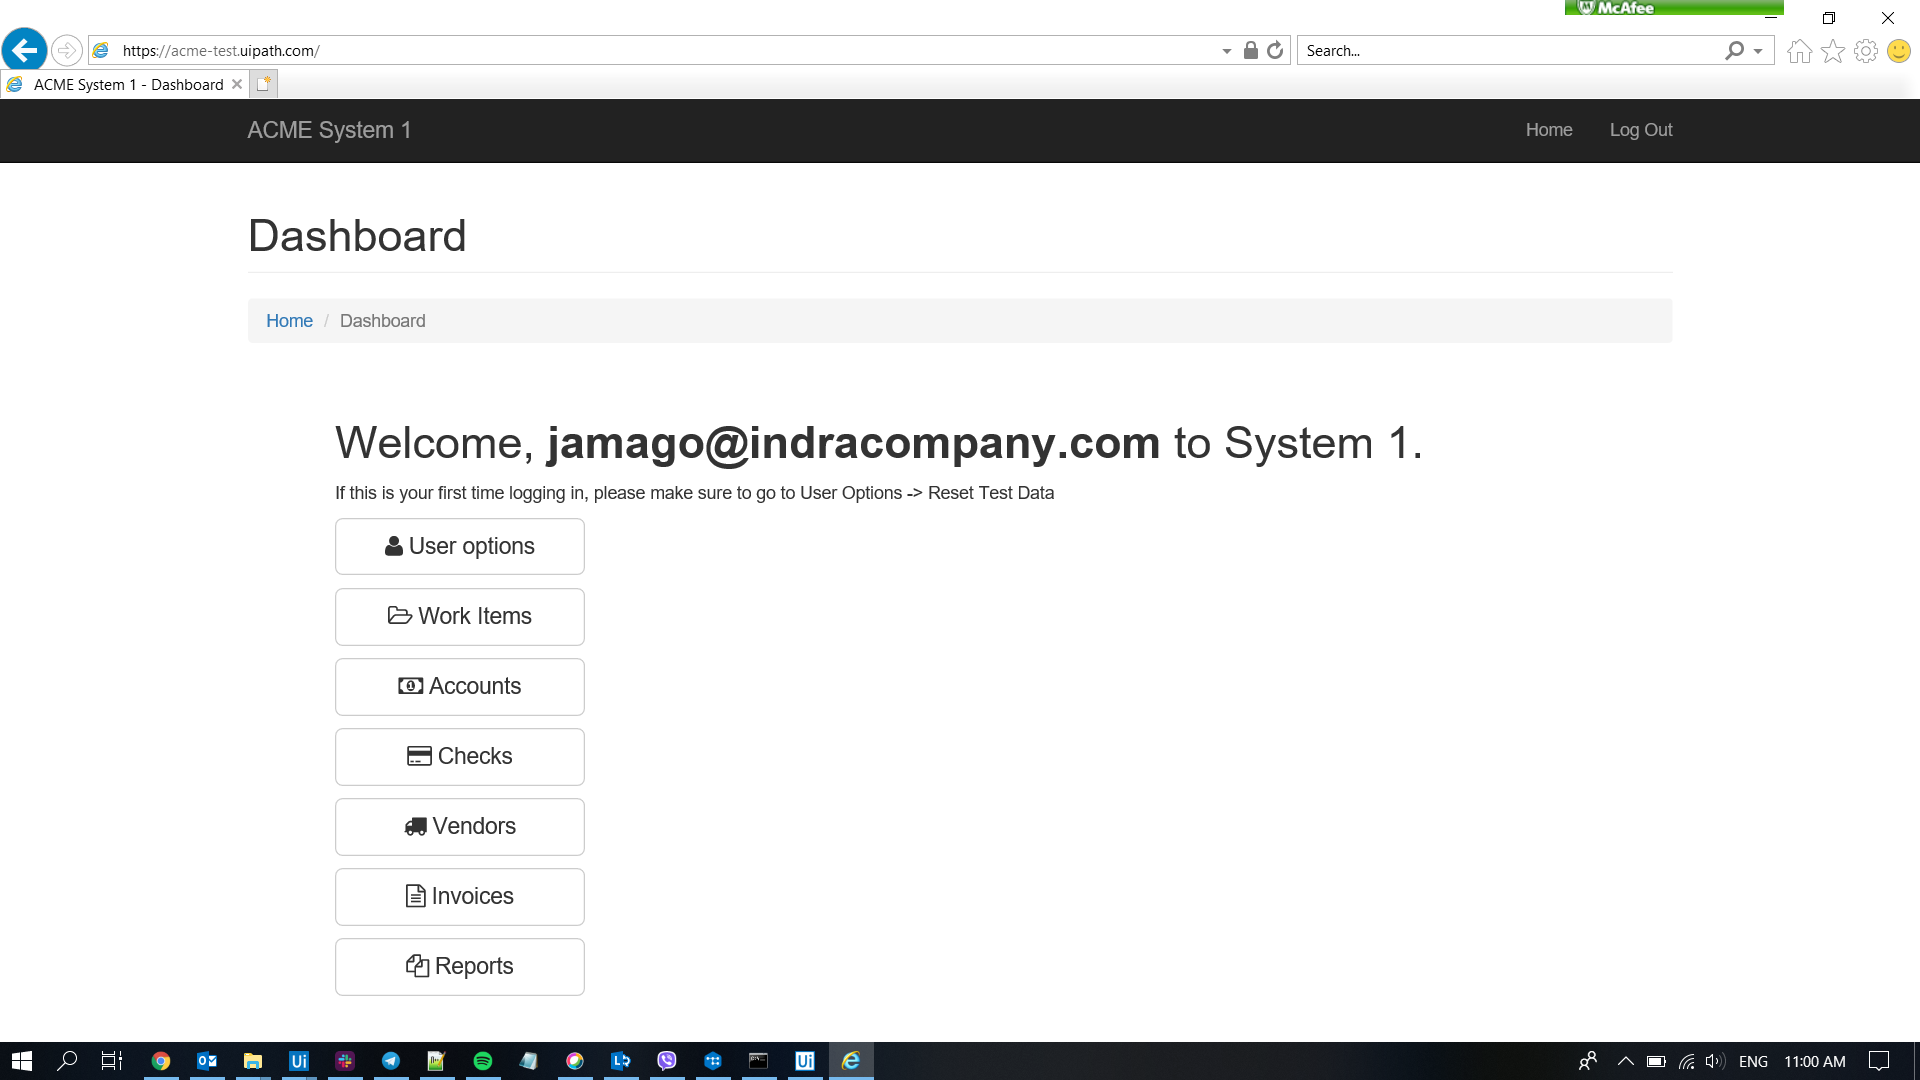 McAfee
https://acme-test.uipath.com/
Search...
ACME System 1 - Dashboard
ACME System 1
Home
Log Out
Dashboard
Home / Dashboard
Welcome, jamago@indracompany.com to System 1.
If this is your first time logging in, please make sure to go to User Options -> Reset Test Data
User options
Work Items
Accounts
Checks
Vendors
Invoices
Reports
ENG
11:00 AM